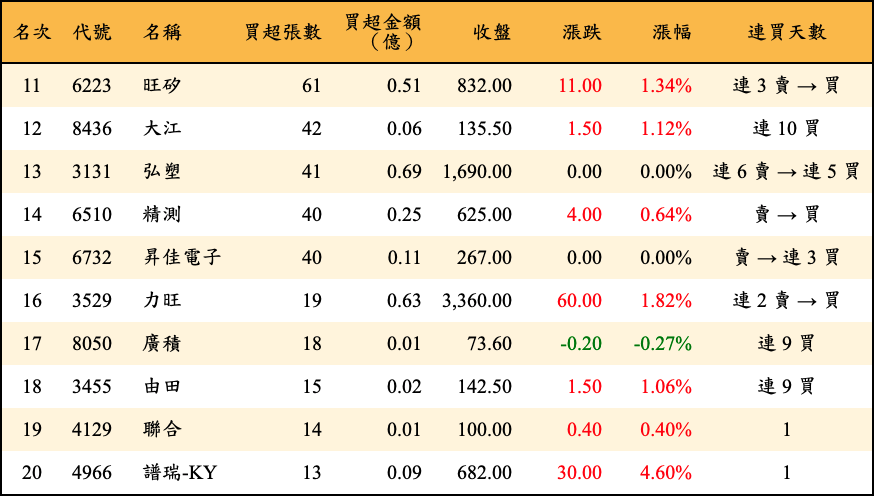 名次 代號 名稱 買超張數 買超金額（億） 收盤 漲跌 漲幅 連買天數
11 6223 旺矽 61 0.51 832.00 11.00 1.34% 連 3 賣 → 買
12 8436 大江 42 0.06 135.50 1.50 1.12% 連 10 買
13 3131 弘塑 41 0.69 1,690.00 0.00 0.00% 連 6 賣 → 連 5 買
14 6510 精測 40 0.25 625.00 4.00 0.64% 賣 → 買
15 6732 昇佳電子 40 0.11 267.00 0.00 0.00% 賣 → 連 3 買
16 3529 力旺 19 0.63 3,360.00 60.00 1.82% 連 2 賣 → 買
17 8050 廣積 18 0.01 73.60 -0.20 -0.27% 連 9 買
18 3455 由田 15 0.02 142.50 1.50 1.06% 連 9 買
19 4129 聯合 14 0.01 100.00 0.40 0.40% 1
20 4966 譜瑞-KY 13 0.09 682.00 30.00 4.60% 1